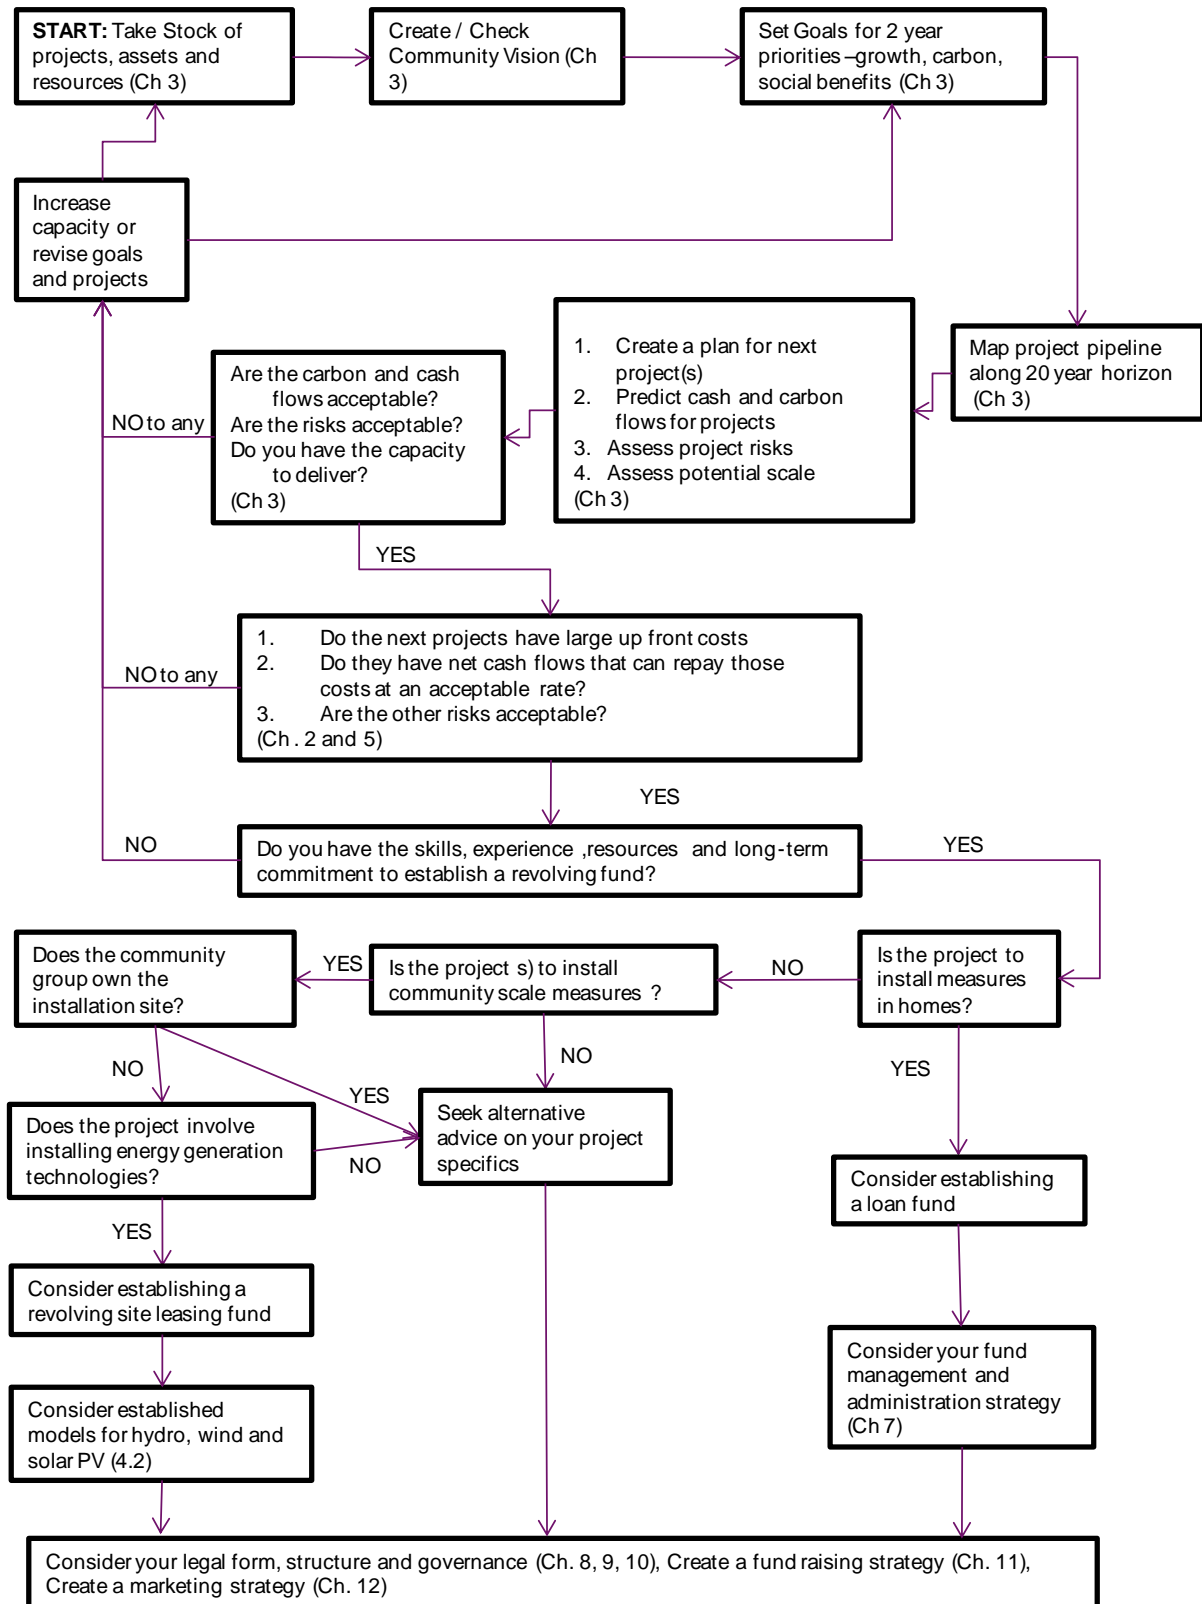 START: Take Stock of
projects, assets and
resources (Ch 3)
Create / Check
Community Vision (Ch
3)
Set Goals for 2 year
priorities –growth, carbon,
social benefits (Ch 3)
Increase
capacity or
revise goals
and projects
Map project pipeline
along 20 year horizon
(Ch 3)
1. Create a plan for next
project(s)
2. Predict cash and carbon
flows for projects
3. Assess project risks
4. Assess potential scale
(Ch 3)
Are the carbon and cash
flows acceptable?
Are the risks acceptable?
Do you have the capacity
to deliver?
(Ch 3)
NO to any
YES
1. Do the next projects have large up front costs
2. Do they have net cash flows that can repay those
costs at an acceptable rate?
3. Are the other risks acceptable?
(Ch . 2 and 5)
NO to any
YES
Do you have the skills, experience ,resources and long-term
commitment to establish a revolving fund?
NO
YES
Is the project to
install measures
in homes?
NO
Is the project s) to install
community scale measures ?
YES
Does the community
group own the
installation site?
NO
YES
NO
YES
Does the project involve
installing energy generation
technologies?
NO
Seek alternative
advice on your project
specifics
YES
Consider establishing
a loan fund
Consider establishing a
revolving site leasing fund
Consider your fund
management and
administration strategy
(Ch 7)
Consider established
models for hydro, wind and
solar PV (4.2)
Consider your legal form, structure and governance (Ch. 8, 9, 10), Create a fund raising strategy (Ch. 11),
Create a marketing strategy (Ch. 12)